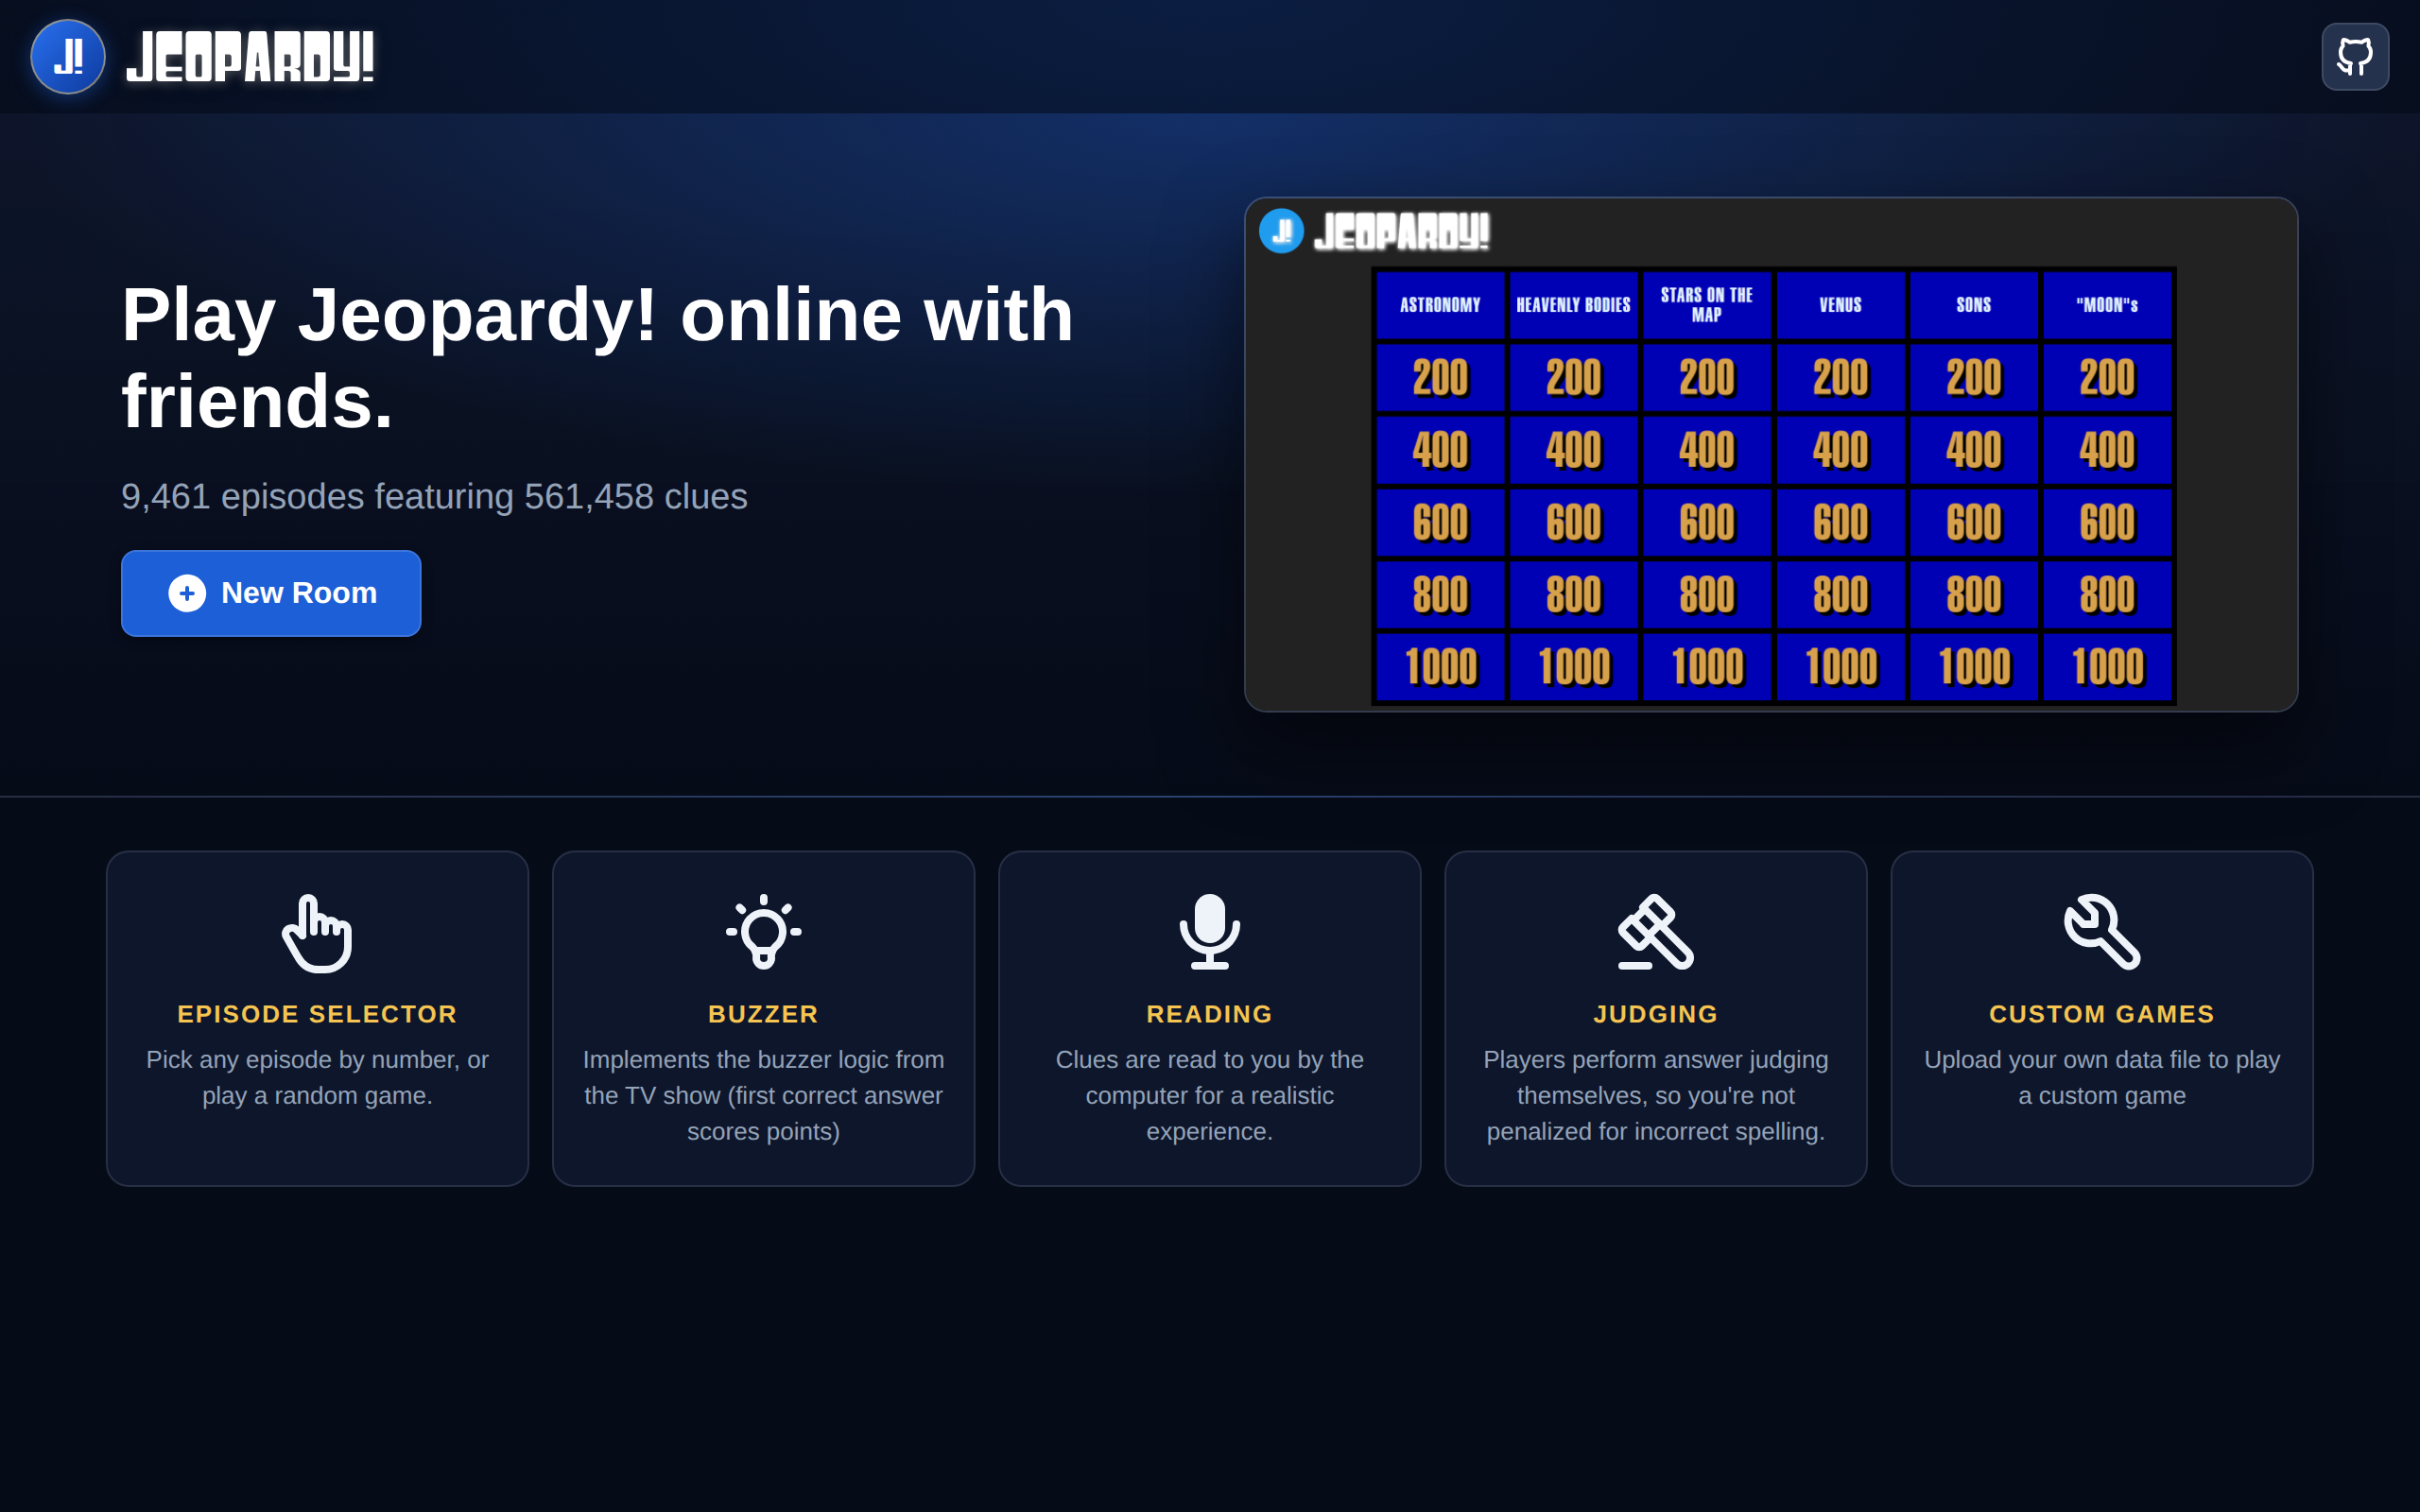 J! JEOPARDY!
Play Jeopardy! online with
friends.
9,461 episodes featuring 561,458 clues
New Room
J! JEOPARDY!
ASTRONOMY HEAVENLY BODIES STARS ON THE MAP VENUS SONS "MOON"s
200 200 200 200 200 200
400 400 400 400 400 400
600 600 600 600 600 600
800 800 800 800 800 800
1000 1000 1000 1000 1000 1000
EPISODE SELECTOR
Pick any episode by number, or
play a random game.
BUZZER
Implements the buzzer logic from
the TV show (first correct answer
scores points)
READING
Clues are read to you by the
computer for a realistic
experience.
JUDGING
Players perform answer judging
themselves, so you're not
penalized for incorrect spelling.
CUSTOM GAMES
Upload your own data file to play
a custom game